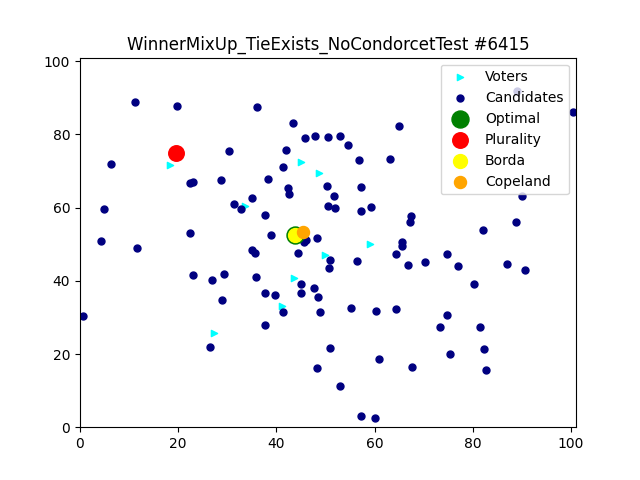 WinnerMixUp_TieExists_NoCondorcetTest #6415
100
80
60
40
20
0
0 20 40 60 80 100
Voters
Candidates
Optimal
Plurality
Borda
Copeland